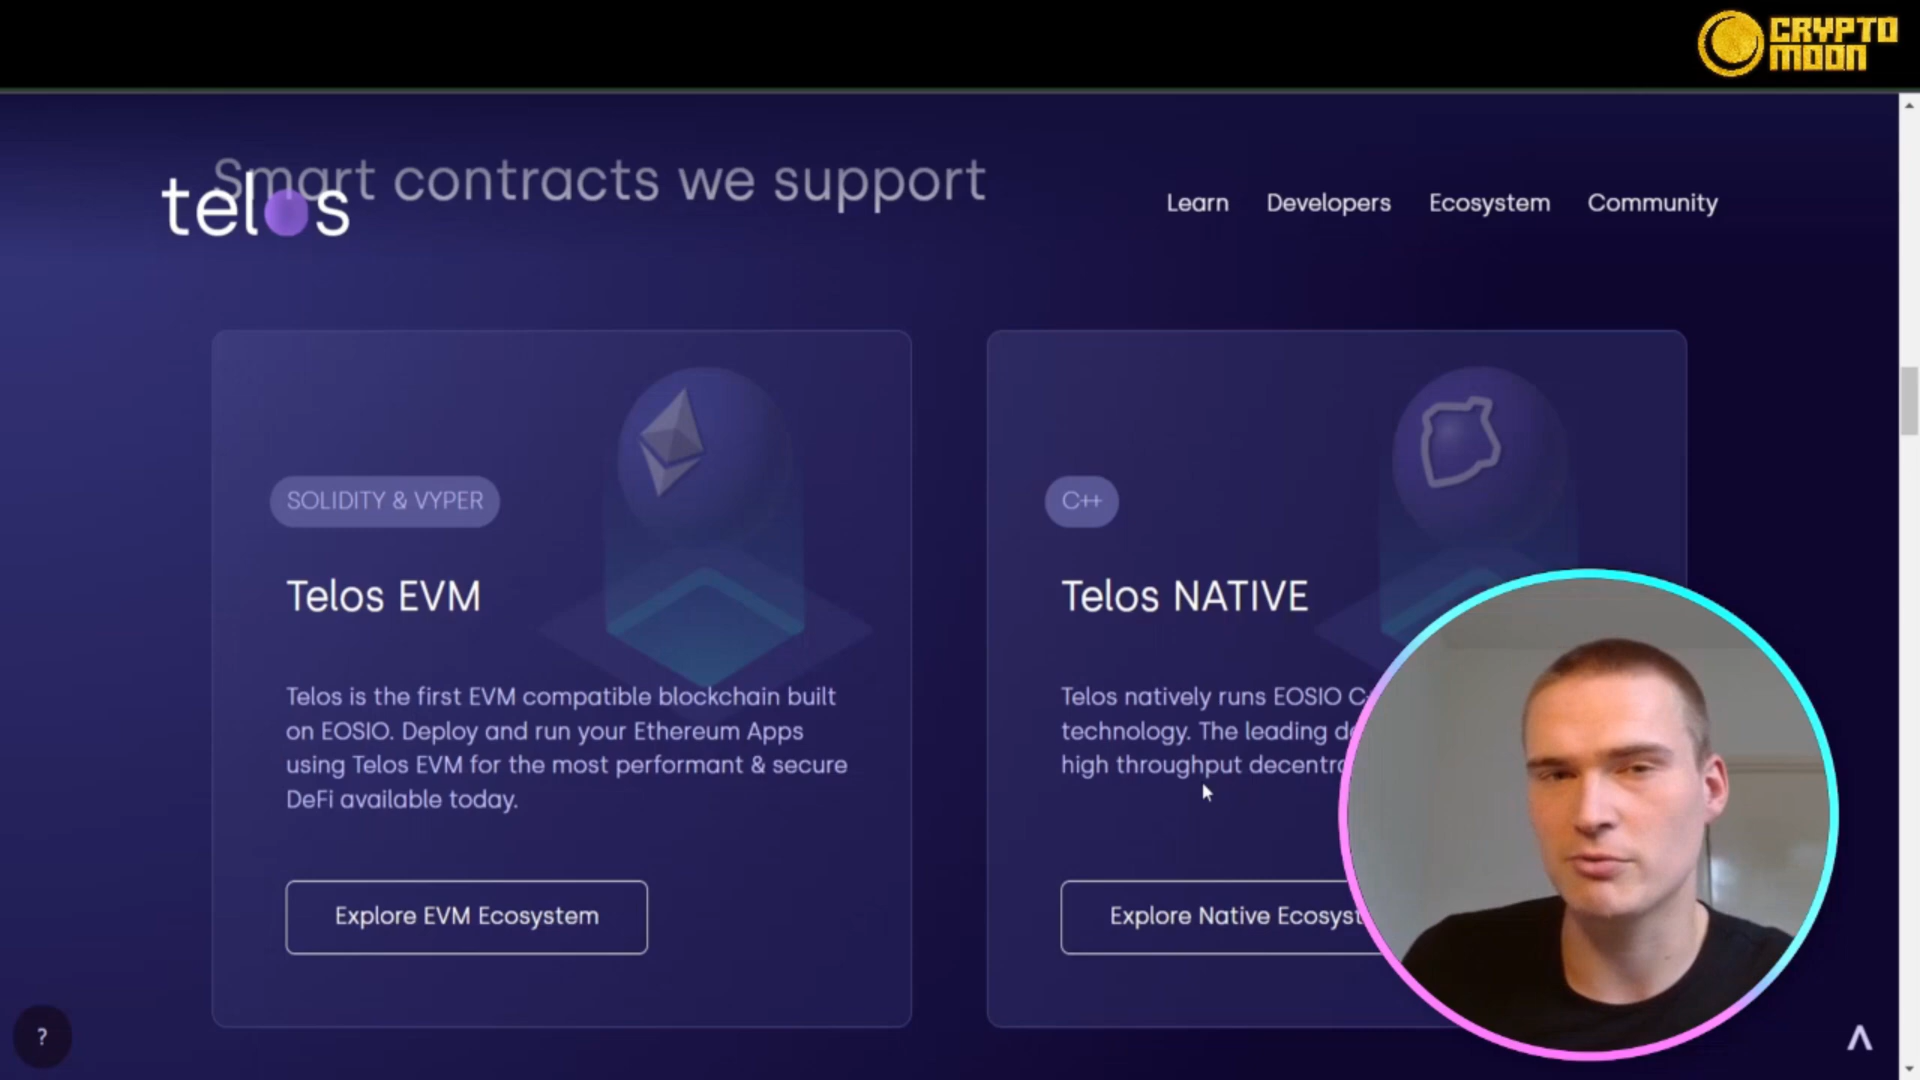 CRYPTO
MOON
Smart contracts we support
telos
Learn
Developers
Ecosystem
Community
SOLIDITY & VYPER
Telos EVM
Telos is the first EVM compatible blockchain built
on EOSIO. Deploy and run your Ethereum Apps
using Telos EVM for the most performant & secure
DeFi available today.
Explore EVM Ecosystem
C++
Telos NATIVE
Telos natively runs EOSIO
technology. The leading
high throughput
Explore Native
?